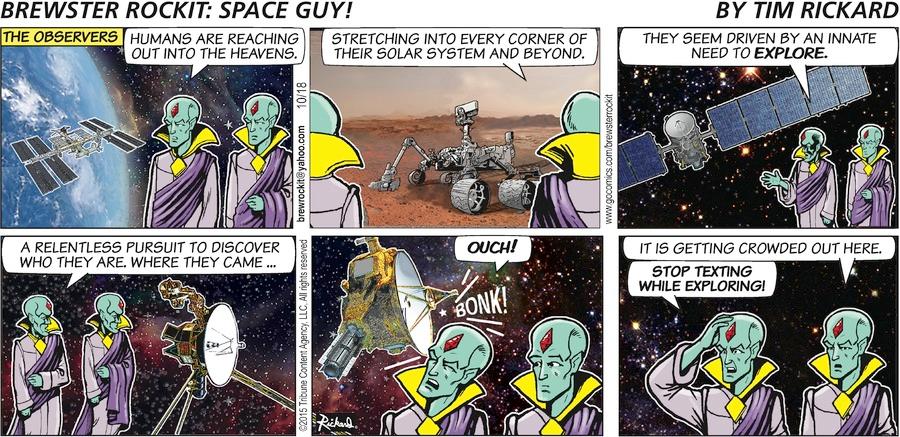 BREWSTER ROCKIT: SPACE GUY!
BY TIM RICKARD
THE OBSERVERS
HUMANS ARE REACHING
OUT INTO THE HEAVENS.
brewrockit@yahoo.com 10/18
STRETCHING INTO EVERY CORNER OF
THEIR SOLAR SYSTEM AND BEYOND.
www.gocomics.com/brewsterrockit
THEY SEEM DRIVEN BY AN INNATE
NEED TO EXPLORE.
A RELENTLESS PURSUIT TO DISCOVER
WHO THEY ARE. WHERE THEY CAME ...
©2015 Tribune Content Agency, LLC. All rights reserved
OUCH!
BONK!
Rickard
IT IS GETTING CROWDED OUT HERE.
STOP TEXTING
WHILE EXPLORING!